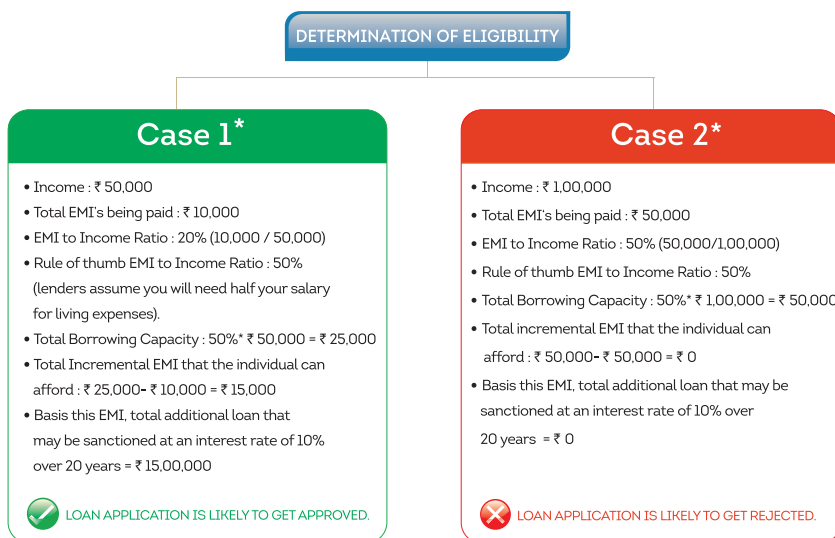 DETERMINATION OF ELIGIBILITY
Case 1*
• Income : ₹ 50,000
• Total EMI's being paid : ₹ 10,000
• EMI to Income Ratio : 20% (10,000 / 50,000)
• Rule of thumb EMI to Income Ratio : 50%
(lenders assume you will need half your salary
for living expenses).
• Total Borrowing Capacity : 50%* ₹ 50,000 = ₹ 25,000
• Total Incremental EMI that the individual can
afford : ₹ 25,000- ₹ 10,000 = ₹ 15,000
• Basis this EMI, total additional loan that
may be sanctioned at an interest rate of 10%
over 20 years = ₹ 15,00,000
LOAN APPLICATION IS LIKELY TO GET APPROVED.
Case 2*
• Income : ₹ 1,00,000
• Total EMI's being paid : ₹ 50,000
• EMI to Income Ratio : 50% (50,000/1,00,000)
• Rule of thumb EMI to Income Ratio : 50%
• Total Borrowing Capacity : 50%* ₹ 1,00,000 = ₹ 50,000
• Total incremental EMI that the individual can
afford : ₹ 50,000- ₹ 50,000 = ₹ 0
• Basis this EMI, total additional loan that may be
sanctioned at an interest rate of 10% over
20 years = ₹ 0
LOAN APPLICATION IS LIKELY TO GET REJECTED.